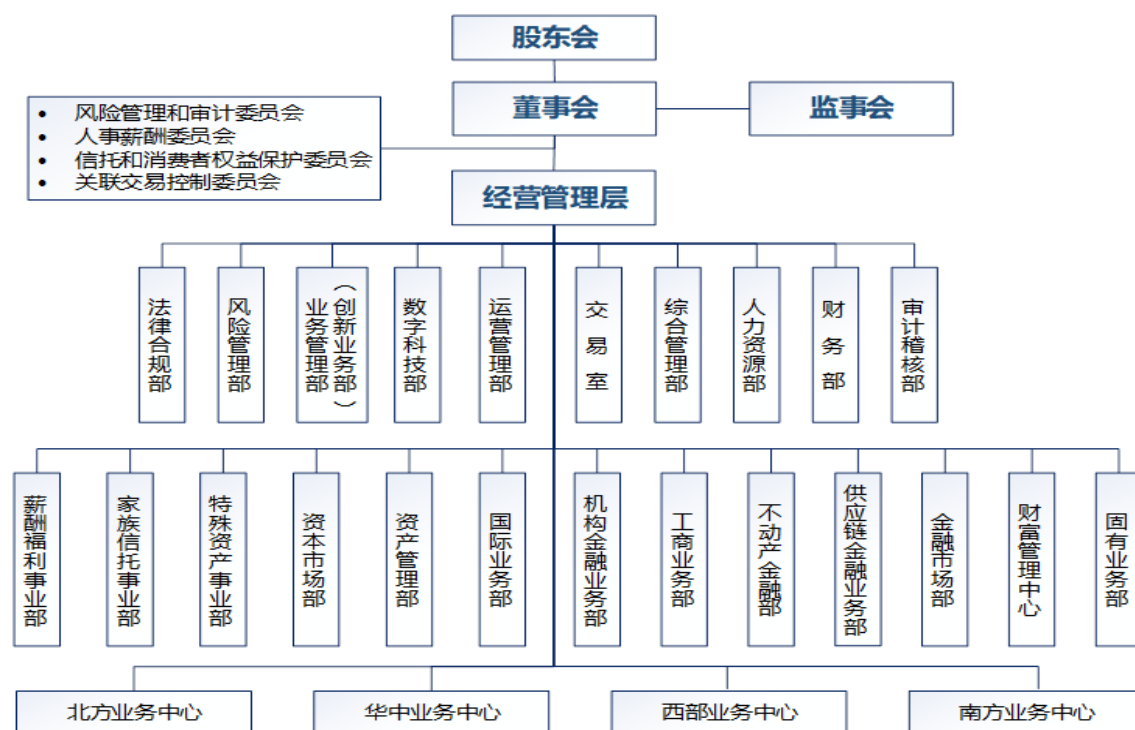 股东会
董事会
监事会
• 风险管理和审计委员会
• 人事薪酬委员会
• 信托和消费者权益保护委员会
• 关联交易控制委员会
经营管理层
法律合规部
风险管理部
业务管理部
（创新业务部）
数字科技部
运营管理部
交易室
综合管理部
人力资源部
财务部
审计稽核部
薪酬福利事业部
家族信托事业部
特殊资产事业部
资本市场部
资产管理部
国际业务部
机构金融业务部
工商业务部
不动产金融部
供应链金融业务部
金融市场部
财富管理中心
固有业务部
北方业务中心
华中业务中心
西部业务中心
南方业务中心